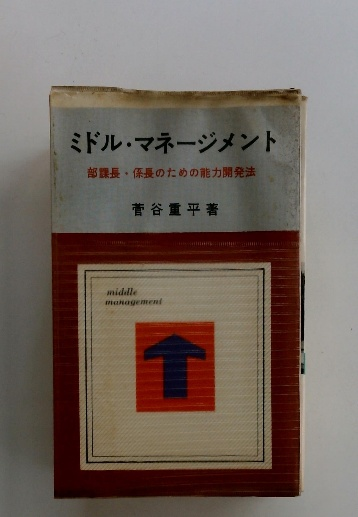 ミドル・マネージメント
部課長・係長のための能力開発法
菅谷重平著
middle
management